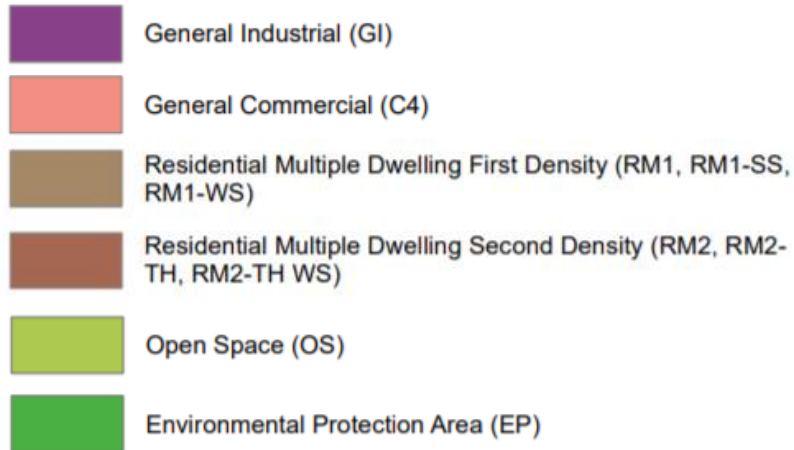 General Industrial (GI)
General Commercial (C4)
Residential Multiple Dwelling First Density (RM1, RM1-SS,
RM1-WS)
Residential Multiple Dwelling Second Density (RM2, RM2-
TH, RM2-TH WS)
Open Space (OS)
Environmental Protection Area (EP)